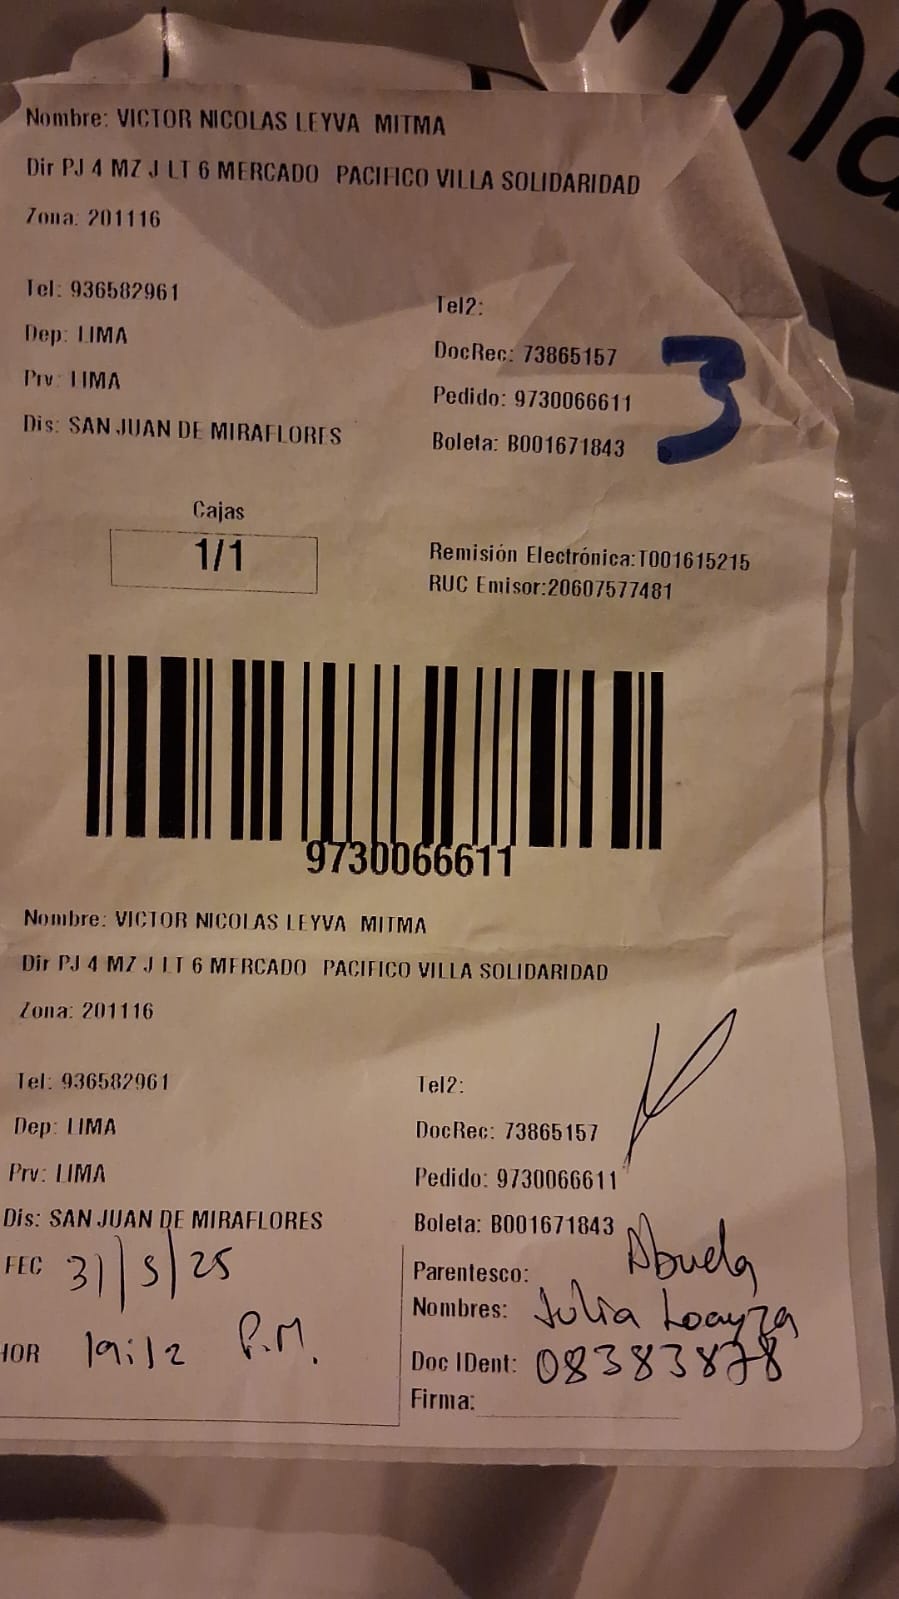 ma
Nombre: VICTOR NICOLAS LEYVA MITMA
Dir PJ 4 MZ J LT 6 MERCADO PACIFICO VILLA SOLIDARIDAD
Zona: 201116
Tel: 936582961
Tel2:
Dep: LIMA
DocRec: 73865157
3
Prv: LIMA
Pedido: 9730066611
Dis: SAN JUAN DE MIRAFLORES
Boleta: B001671843
Cajas
1/1
Remisión Electrónica:T001615215
RUC Emisor:20607577481
9730066611
Nombre: VICTOR NICOLAS LEYVA MITMA
Dir PJ 4 MZ J LT 6 MERCADO PACIFICO VILLA SOLIDARIDAD
Zona: 201116
Tel: 936582961
Tel2:
Dep: LIMA
DocRec: 73865157
Prv: LIMA
Pedido: 9730066611
Dis: SAN JUAN DE MIRAFLORES
Boleta: B001671843
FEC 31/5/25
Parentesco: Abuela
Nombres: Julia Loayza
HOR 19:12 P.M.
Doc IDent: 08383878
Firma: